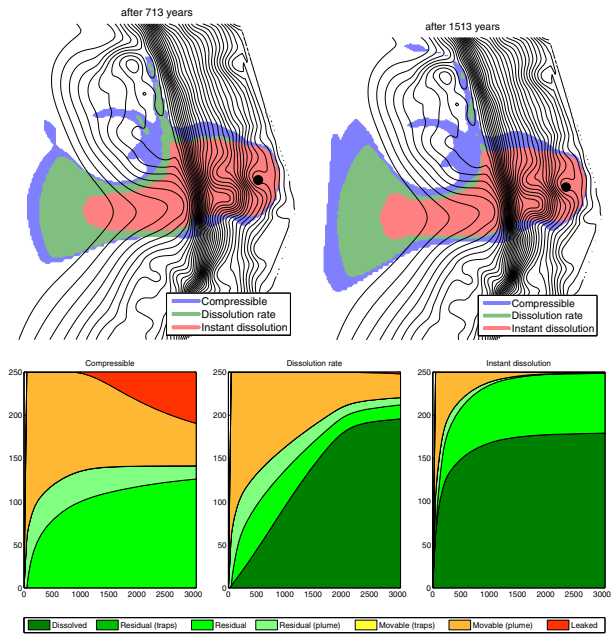 after 713 years
after 1513 years
Compressible
Dissolution rate
Instant dissolution
Compressible
Dissolution rate
Instant dissolution
Compressible
Dissolution rate
Instant dissolution
250
200
150
100
50
0
0 500 1000 1500 2000 2500 3000
250
200
150
100
50
0
0 500 1000 1500 2000 2500 3000
250
200
150
100
50
0
0 500 1000 1500 2000 2500 3000
Dissolved Residual (traps) Residual Residual (plume) Movable (traps) Movable (plume) Leaked